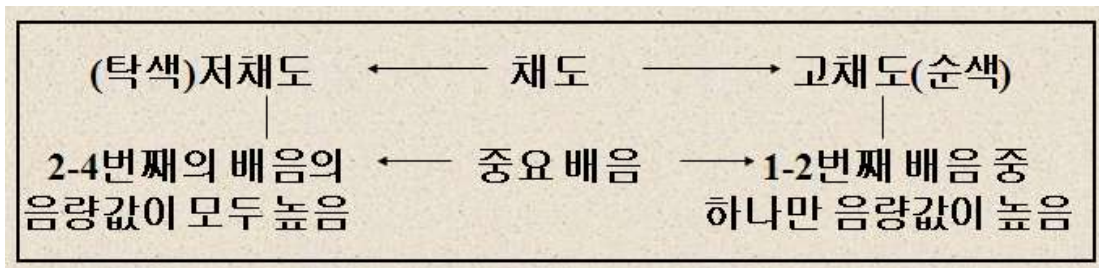 (탁색)저채도 채도 고채도(순색)
2-4번째의 배음의 중요 배음 1-2번째 배음 중
음량값이 모두 높음 하나만 음량값이 높음